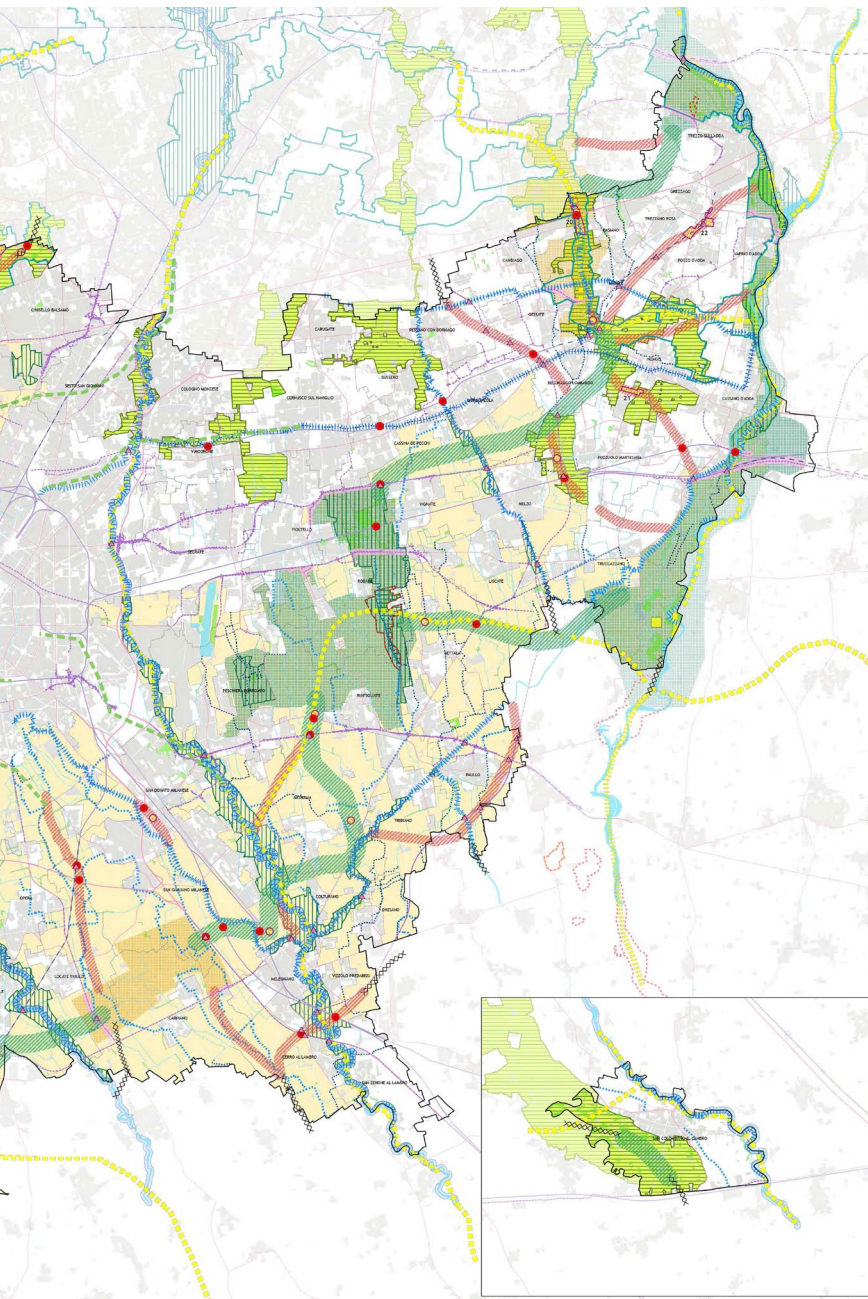 TREZZO SULL'ADDA
GREZZAGO
TREZZANO ROSA
20
22
BASIANO
CAMBIAGO
POZZO D'ADDA
VAPRIO D'ADDA
CINISELLO BALSAMO
GESSATE
CARUGATE
PESSANO CON BORNAGO
BUSSERO
SESTO SAN GIOVANNI
COLOGNO MONZESE
BELLINZAGO LOMBARDO
CERNUSCO SUL NAVIGLIO
21
CASSANO D'ADDA
GORGONZOLA
CASSINA DE PECCHI
VIMODRONE
POZZUOLO MARTESANA
VIGNATE
MELZO
PIOLTELLO
SEGRATE
TRUCCAZZANO
RODANO
LISCATE
SETTALA
PESCHIERA BORROMEO
PANTIGLIATE
PAULLO
SAN DONATO MILANESE
MEDIGLIA
TRIBIANO
SAN GIULIANO MILANESE
OPERA
COLTURANO
DRESANO
LOCATE TRIULZI
MELEGNANO
VIZZOLO PREDABISSI
CARPIANO
CERRO AL LAMBRO
SAN ZENONE AL LAMBRO
SAN COLOMBANO AL LAMBRO